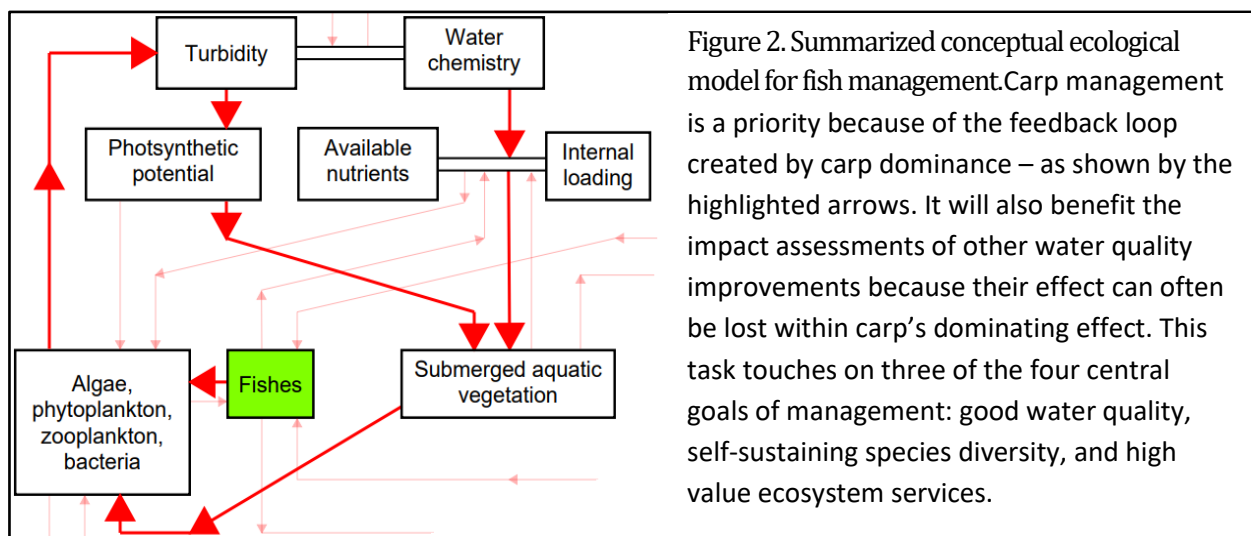 Turbidity
Water
chemistry
Photsynthetic
potential
Available
nutrients
Internal
loading
Algae,
phytoplankton,
zooplankton,
bacteria
Fishes
Submerged aquatic
vegetation
Figure 2. Summarized conceptual ecological
model for fish management.Carp management
is a priority because of the feedback loop
created by carp dominance – as shown by the
highlighted arrows. It will also benefit the
impact assessments of other water quality
improvements because their effect can often
be lost within carp’s dominating effect. This
task touches on three of the four central
goals of management: good water quality,
self-sustaining species diversity, and high
value ecosystem services.